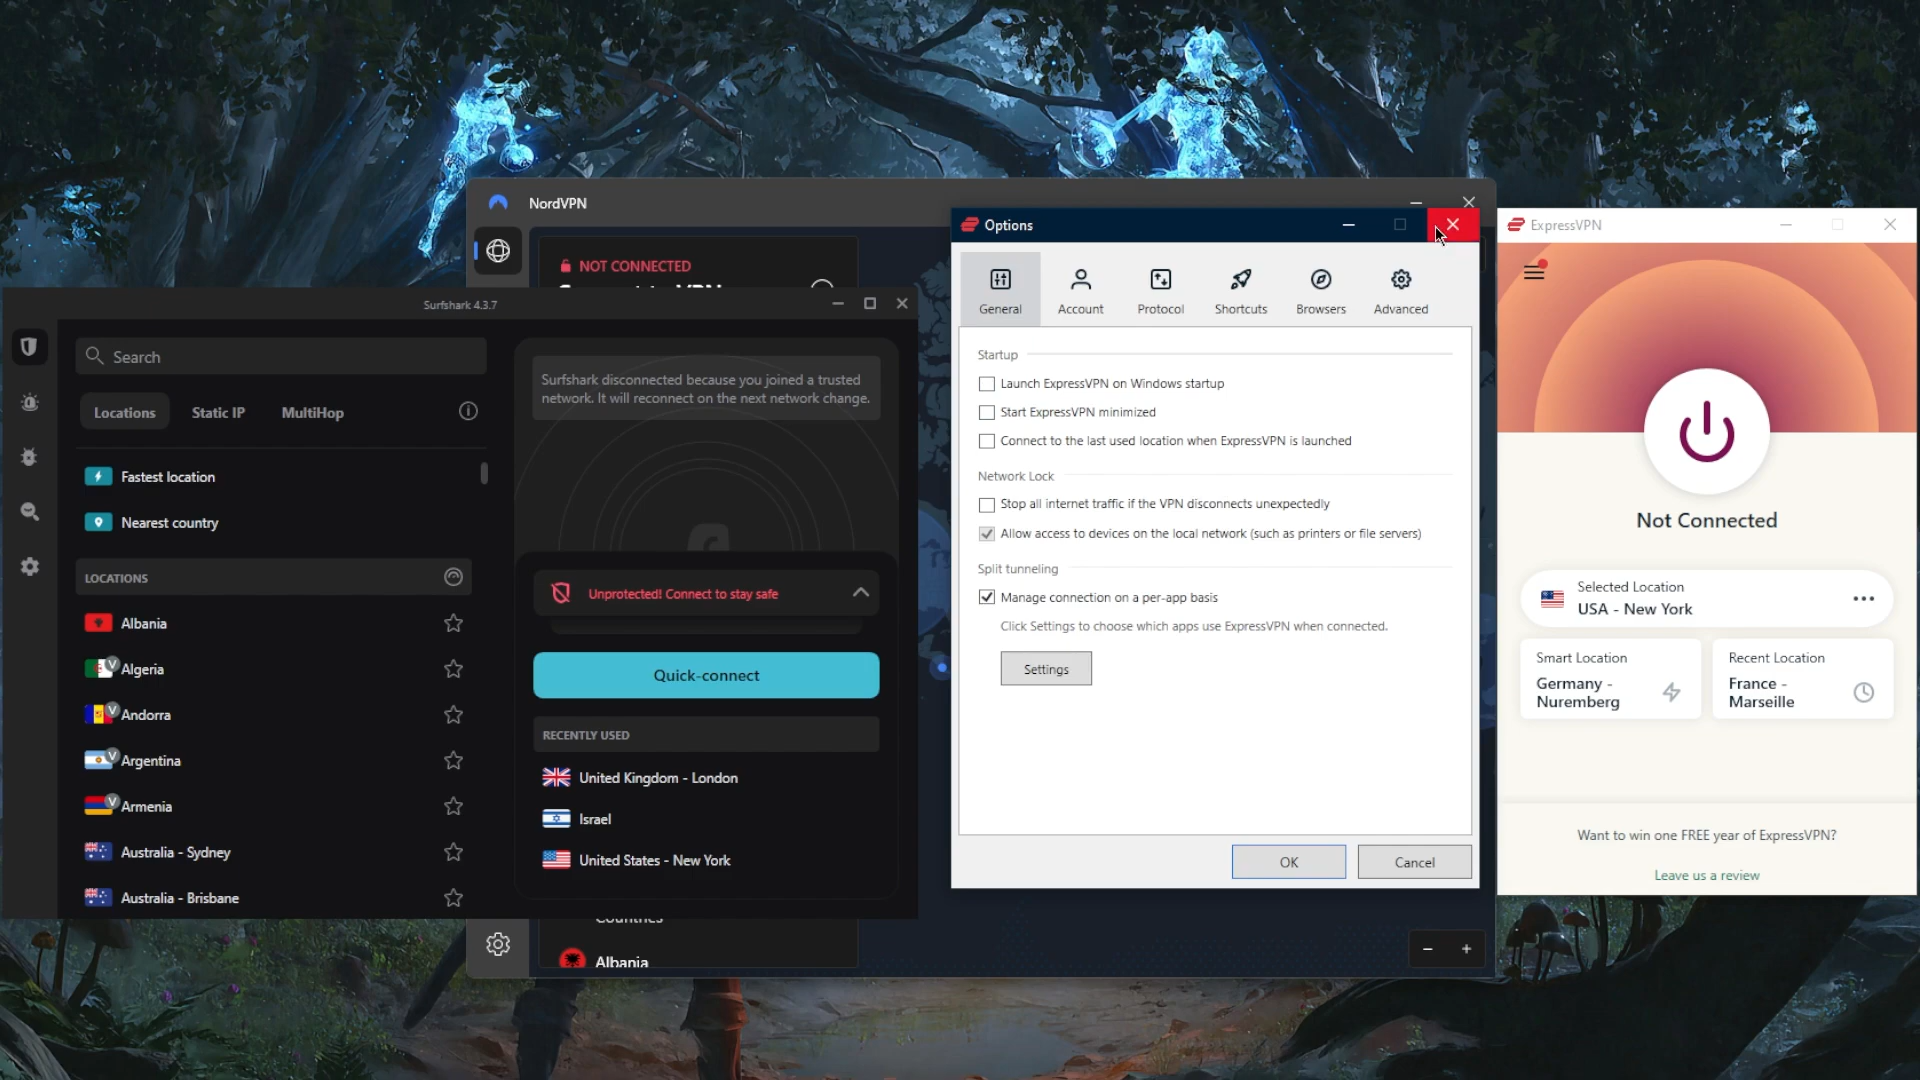 NordVPN
NOT CONNECTED
Surfshark 4.3.7
Search
Locations
Static IP
MultiHop
Fastest location
Nearest country
LOCATIONS
Albania
V
Algeria
V
Andorra
V
Argentina
V
Armenia
Australia - Sydney
Australia - Brisbane
Surfshark disconnected because you joined a trusted
network. It will reconnect on the next network change.
Unprotected! Connect to stay safe
Quick-connect
RECENTLY USED
United Kingdom - London
Israel
United States - New York
Countries
Albania
Options
General
Account
Protocol
Shortcuts
Browsers
Advanced
Startup
Launch ExpressVPN on Windows startup
Start ExpressVPN minimized
Connect to the last used location when ExpressVPN is launched
Network Lock
Stop all internet traffic if the VPN disconnects unexpectedly
Allow access to devices on the local network (such as printers or file servers)
Split tunneling
Manage connection on a per-app basis
Click Settings to choose which apps use ExpressVPN when connected.
Settings
OK
Cancel
ExpressVPN
Not Connected
Selected Location
USA - New York
Smart Location
Germany -
Nuremberg
Recent Location
France -
Marseille
Want to win one FREE year of ExpressVPN?
Leave us a review